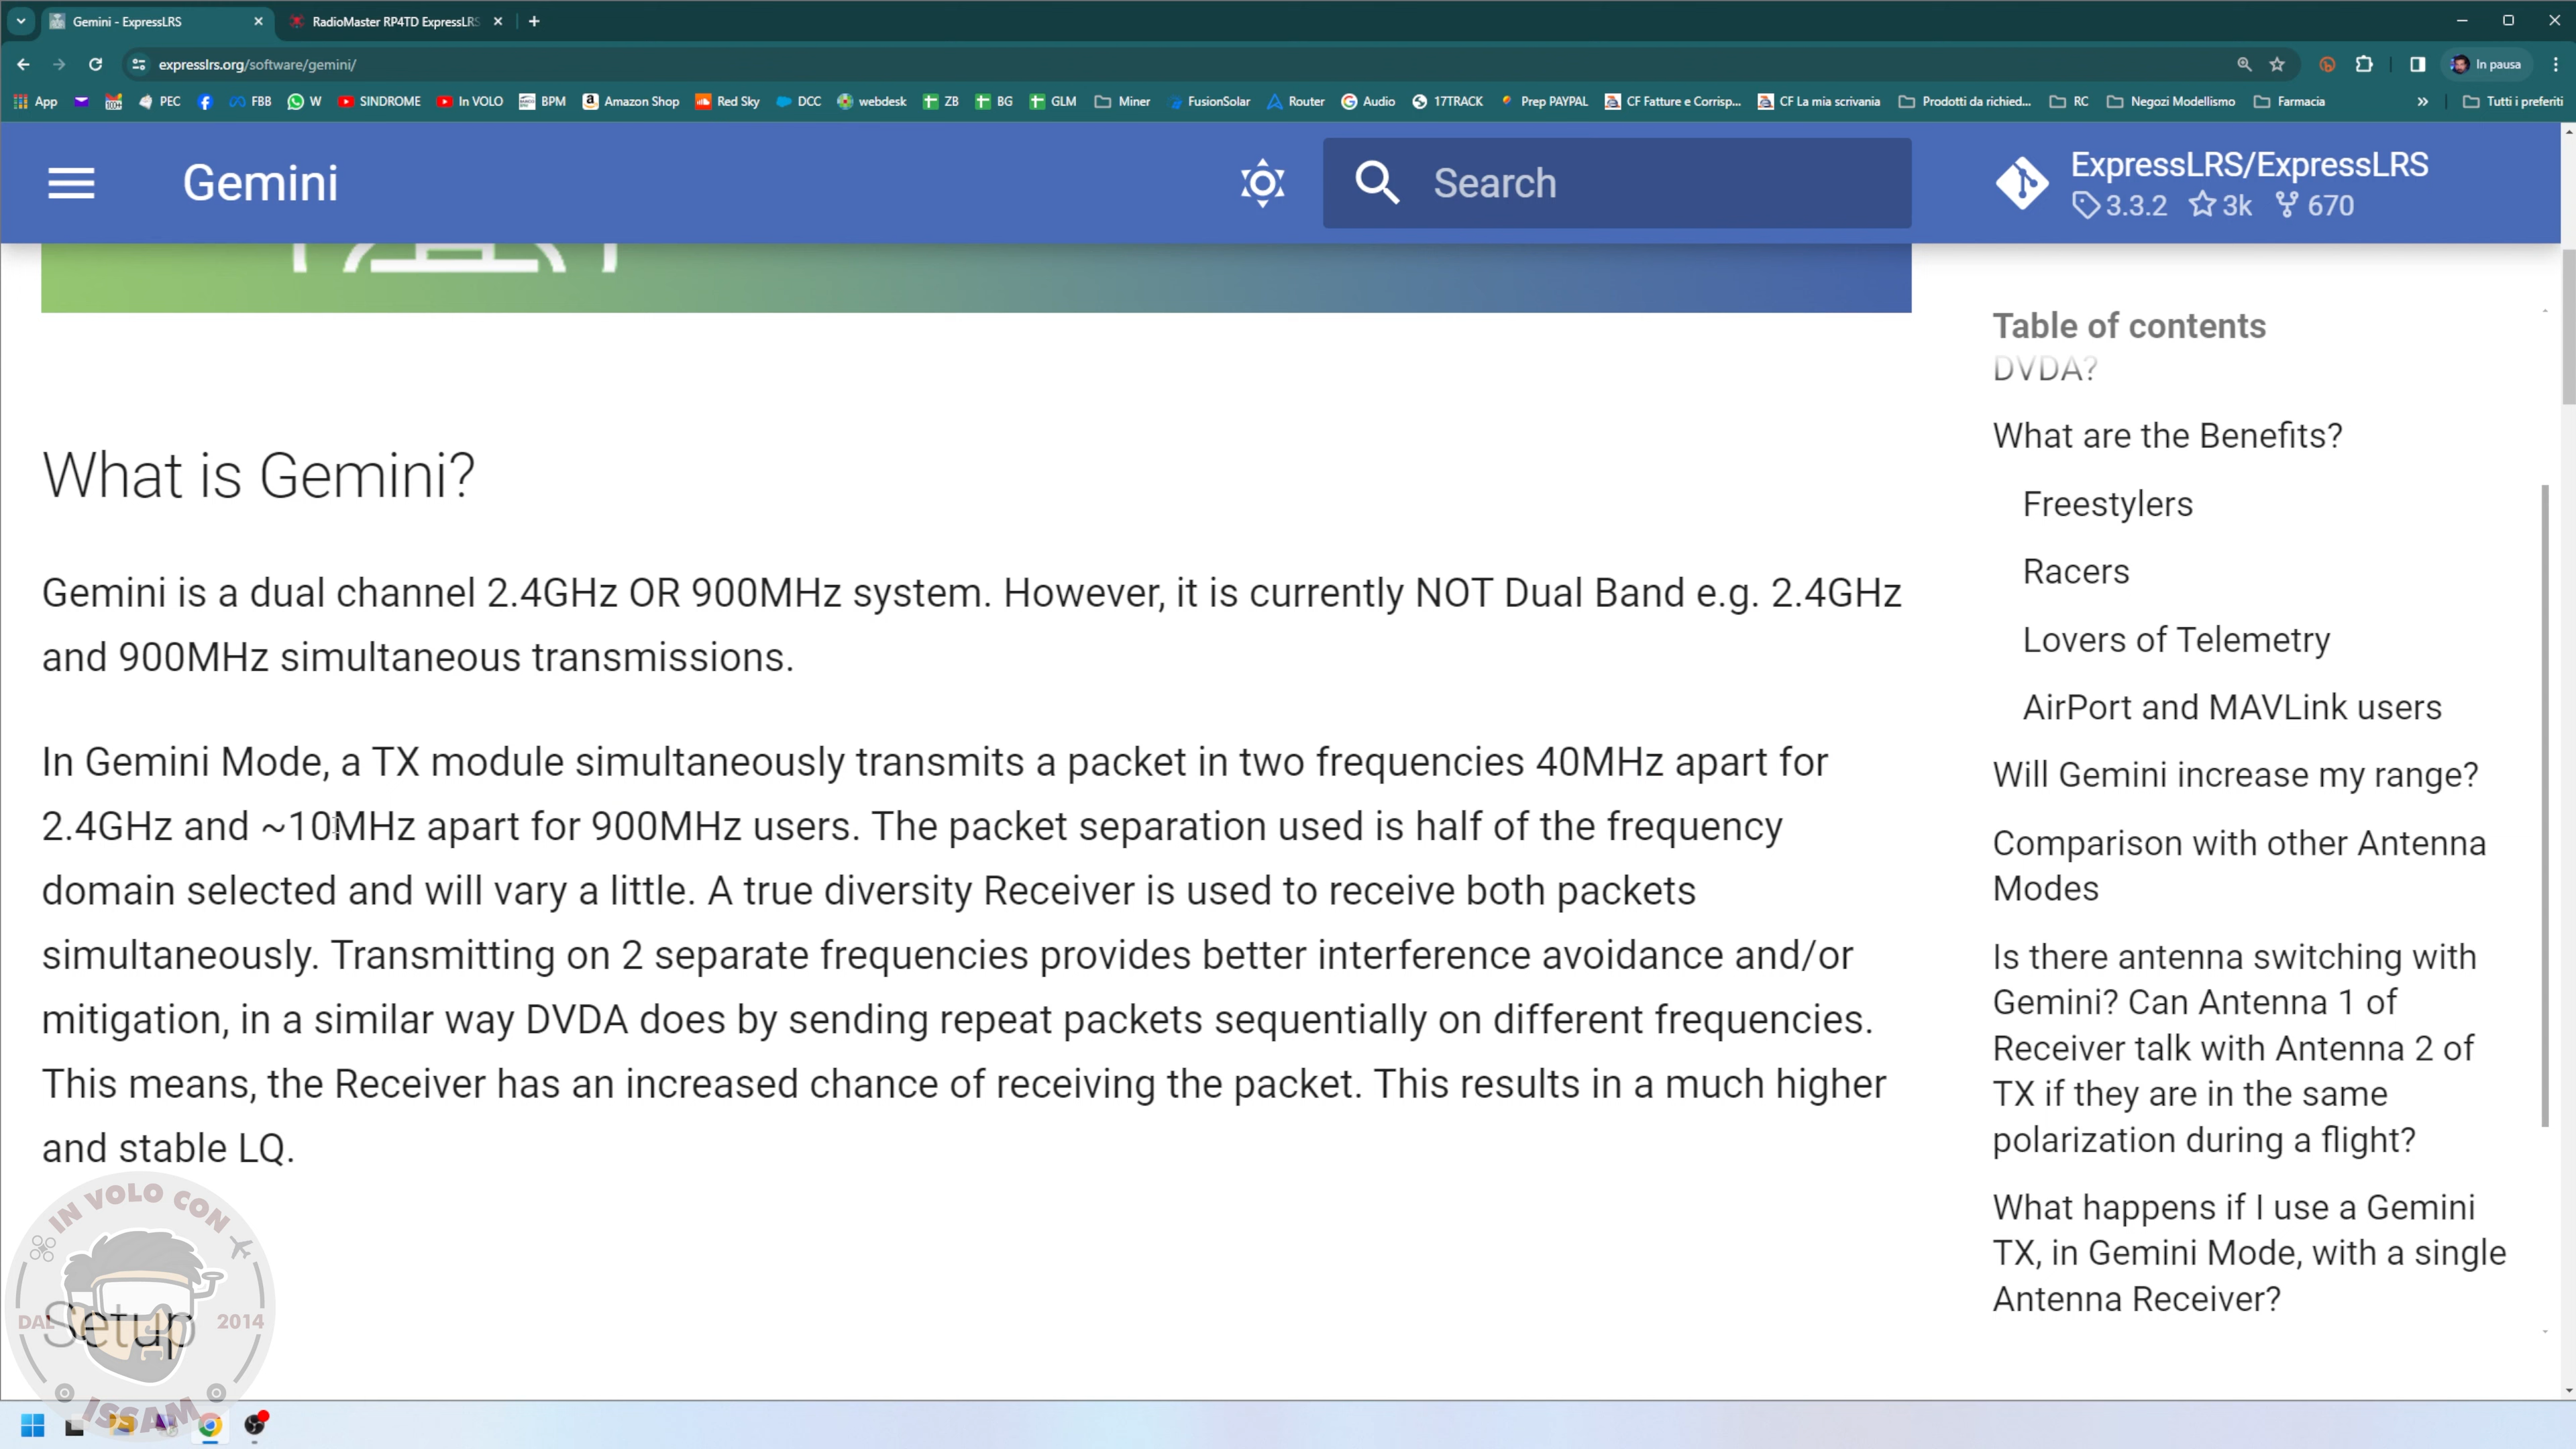 Gemini - ExpressLRS
RadioMaster RP4TD ExpressLRS
expresslrs.org/software/gemini/
In pausa
App
PEC
FBB
W
SINDROME
In VOLO
BPM
Amazon Shop
Red Sky
DCC
webdesk
ZB
BG
GLM
Miner
FusionSolar
Router
Audio
17TRACK
Prep PAYPAL
CF Fatture e Corrisp...
CF La mia scrivania
Prodotti da richied...
RC
Negozi Modellismo
Farmacia
Tutti i preferiti
Gemini
Search
ExpressLRS/ExpressLRS
3.3.2 3k 670
What is Gemini?
Gemini is a dual channel 2.4GHz OR 900MHz system. However, it is currently NOT Dual Band e.g. 2.4GHz
and 900MHz simultaneous transmissions.
In Gemini Mode, a TX module simultaneously transmits a packet in two frequencies 40MHz apart for
2.4GHz and ~10MHz apart for 900MHz users. The packet separation used is half of the frequency
domain selected and will vary a little. A true diversity Receiver is used to receive both packets
simultaneously. Transmitting on 2 separate frequencies provides better interference avoidance and/or
mitigation, in a similar way DVDA does by sending repeat packets sequentially on different frequencies.
This means, the Receiver has an increased chance of receiving the packet. This results in a much higher
and stable LQ.
Setup
Table of contents
DVDA?
What are the Benefits?
Freestylers
Racers
Lovers of Telemetry
AirPort and MAVLink users
Will Gemini increase my range?
Comparison with other Antenna
Modes
Is there antenna switching with
Gemini? Can Antenna 1 of
Receiver talk with Antenna 2 of
TX if they are in the same
polarization during a flight?
What happens if I use a Gemini
TX, in Gemini Mode, with a single
Antenna Receiver?
IN VOLO CON
DAL 2014
ISSAM